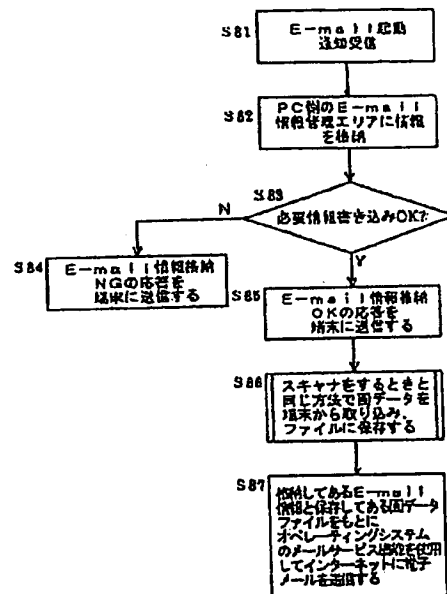 S81
E-mail起動
通知受信
S82
PC側のE-mail
情報管理エリアに情報
を格納
S83
必要情報書き込みOK?
N
Y
S84
E-mail情報格納
NGの応答を
端末に送信する
S85
E-mail情報格納
OKの応答を
端末に送信する
S86
スキャナをするときと
同じ方法で画データを
端末から取り込み、
ファイルに保存する
S87
格納してあるE-mail
情報と保存してある画データ
ファイルをもとに
オペレーティングシステム
のメールサービス機能を使用
してインターネットに電子
メールを送信する